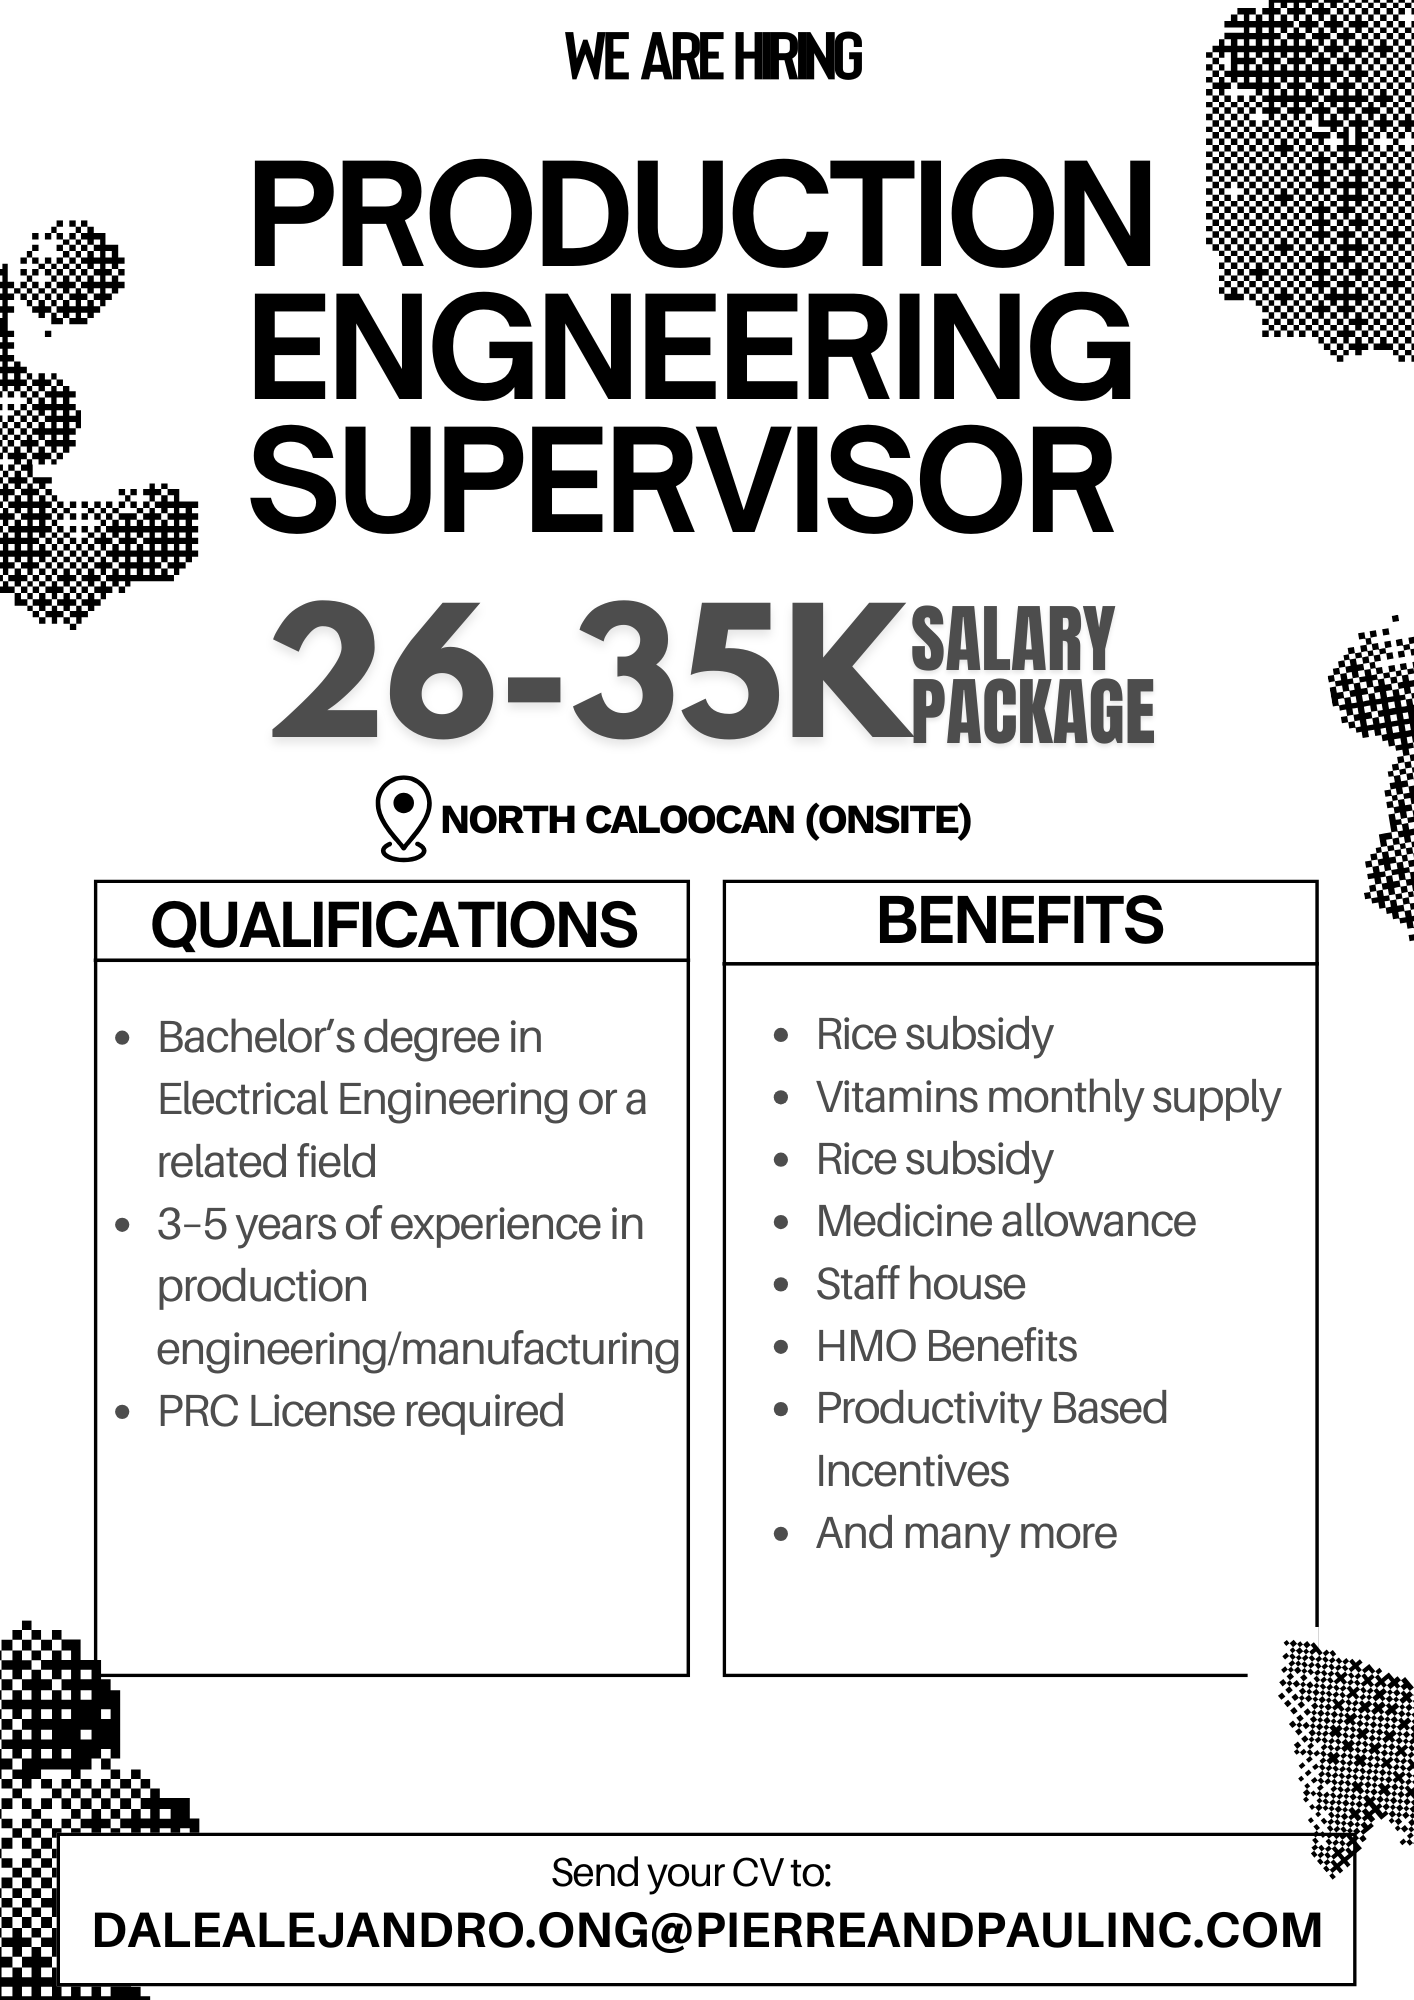 WE ARE HIRING
PRODUCTION
ENGNEERING
SUPERVISOR
26-35K SALARY
PACKAGE
NORTH CALOOCAN (ONSITE)
QUALIFICATIONS
• Bachelor’s degree in
Electrical Engineering or a
related field
• 3–5 years of experience in
production
engineering/manufacturing
• PRC License required
BENEFITS
• Rice subsidy
• Vitamins monthly supply
• Rice subsidy
• Medicine allowance
• Staff house
• HMO Benefits
• Productivity Based
Incentives
• And many more
Send your CV to:
DALEALEJANDRO.ONG@PIERREANDPAULINC.COM